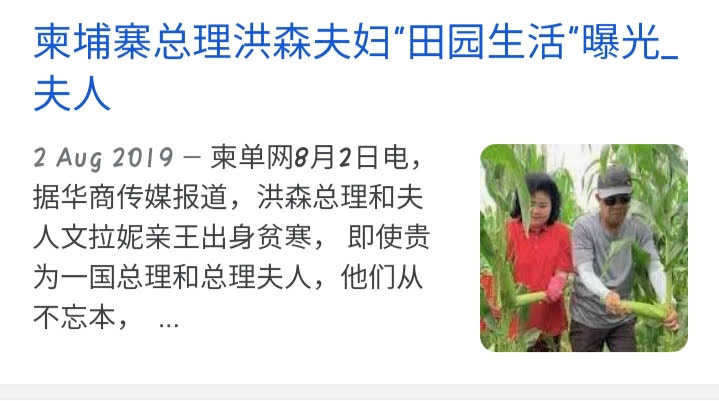 柬埔寨总理洪森夫妇"田园生活"曝光_
夫人
2 Aug 2019 — 柬单网8月2日电，
据华商传媒报道，洪森总理和夫
人文拉妮亲王出身贫寒， 即使贵
为一国总理和总理夫人，他们从
不忘本， ...